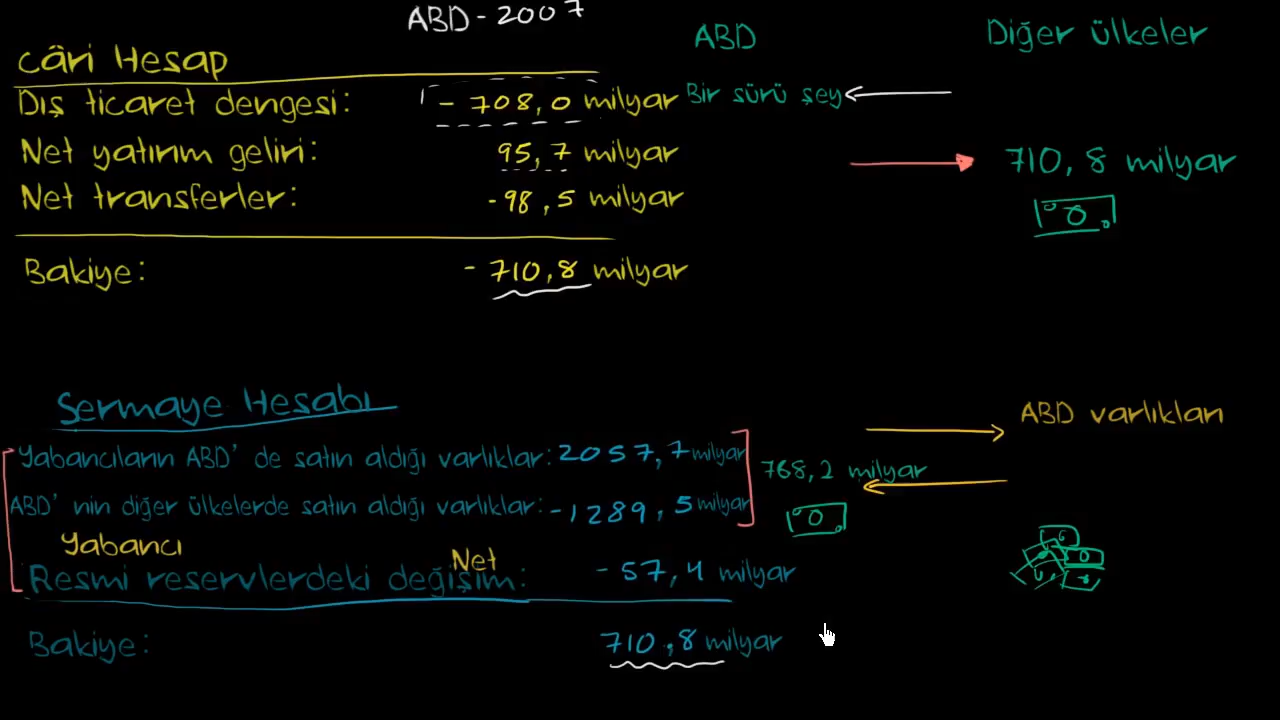 ABD - 2007
ABD
Diğer ülkeler
Câri Hesap
Dış ticaret dengesi: - 708,0 milyar
Bir sürü şey
Net yatırım geliri: 95,7 milyar
710,8 milyar
Net transferler: -98,5 milyar
Bakiye: - 710,8 milyar
Sermaye Hesabı
ABD varlıkları
Yabancıların ABD' de satın aldığı varlıklar: 2057,7 milyar
768,2 milyar
ABD' nin diğer ülkelerde satın aldığı varlıklar: -1289,5 milyar
Yabancı
Net
Resmi reservlerdeki değişim: -57,4 milyar
Bakiye: 710,8 milyar